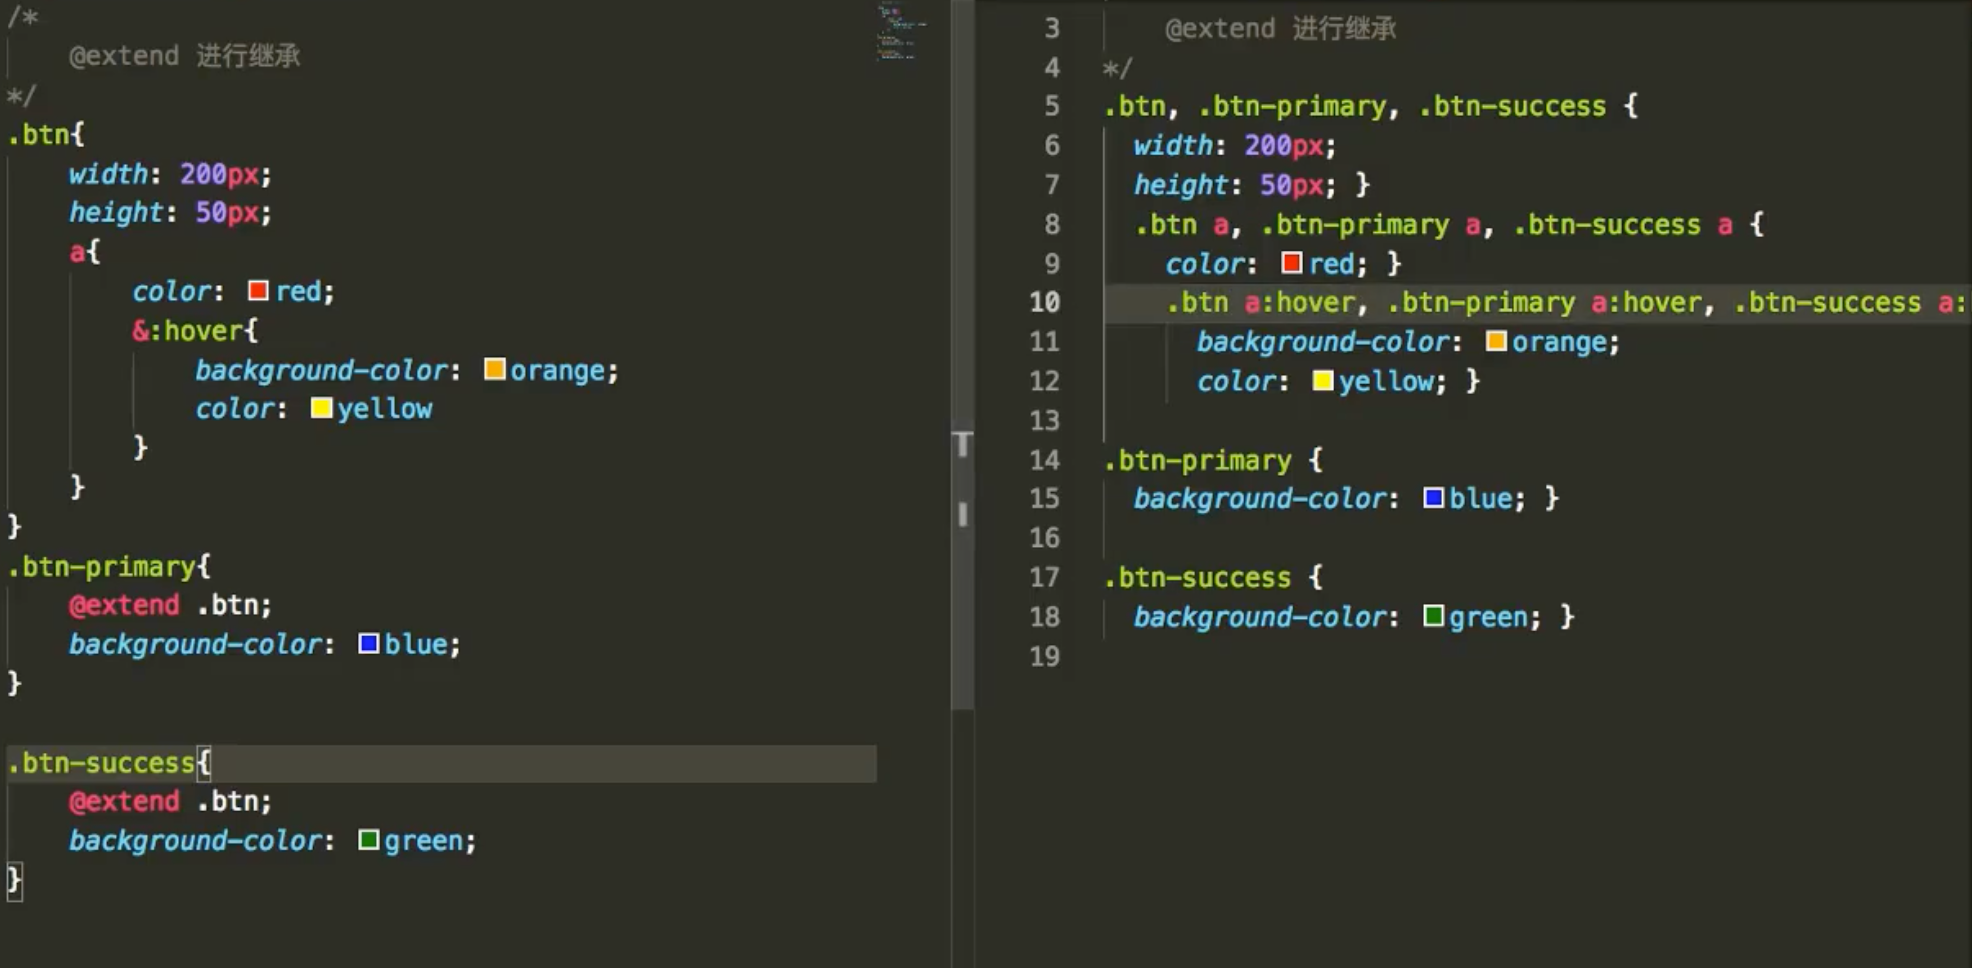 /*
@extend 进行继承
*/
.btn{
width: 200px;
height: 50px;
a{
color: red;
&:hover{
background-color: orange;
color: yellow
}
}
}
.btn-primary{
@extend .btn;
background-color: blue;
}
.btn-success{
@extend .btn;
background-color: green;
}
3 @extend 进行继承
4 */
5 .btn, .btn-primary, .btn-success {
6 width: 200px;
7 height: 50px; }
8 .btn a, .btn-primary a, .btn-success a {
9 color: red; }
10 .btn a:hover, .btn-primary a:hover, .btn-success a:
11 background-color: orange;
12 color: yellow; }
13
14 .btn-primary {
15 background-color: blue; }
16
17 .btn-success {
18 background-color: green; }
19